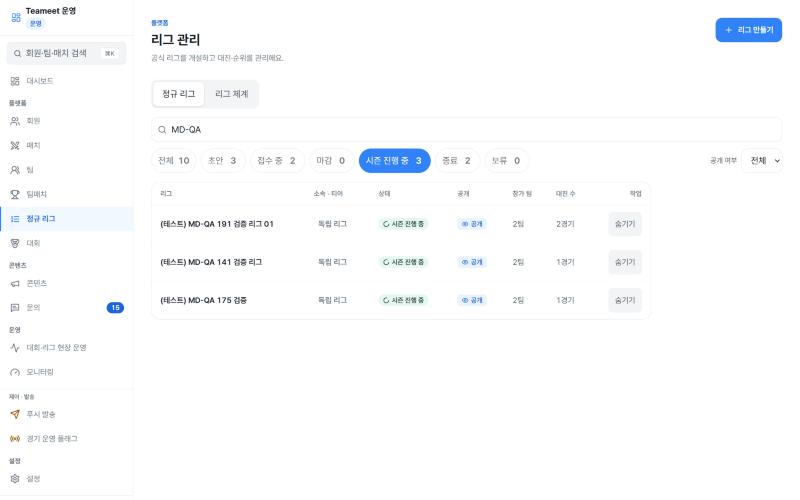 Teameet 운영
운영
회원·팀·매치 검색 ⌘K
대시보드
플랫폼
회원
매치
팀
팀매치
정규 리그
대회
콘텐츠
콘텐츠
문의 15
운영
대회·리그 현장 운영
모니터링
제어 · 발송
푸시 발송
경기 운영 플래그
설정
설정
플랫폼
리그 관리
공식 리그를 개설하고 대진·순위를 관리해요.
+ 리그 만들기
정규 리그 리그 체계
MD-QA
전체 10 초안 3 접수 중 2 마감 0 시즌 진행 중 3 종료 2 보류 0
공개 여부 전체
리그 소속 · 티어 상태 공개 참가 팀 대진 수 작업
(테스트) MD-QA 191 검증 리그 01 독립 리그 시즌 진행 중 공개 2팀 2경기 숨기기
(테스트) MD-QA 141 검증 리그 독립 리그 시즌 진행 중 공개 2팀 1경기 숨기기
(테스트) MD-QA 175 검증 독립 리그 시즌 진행 중 공개 2팀 1경기 숨기기